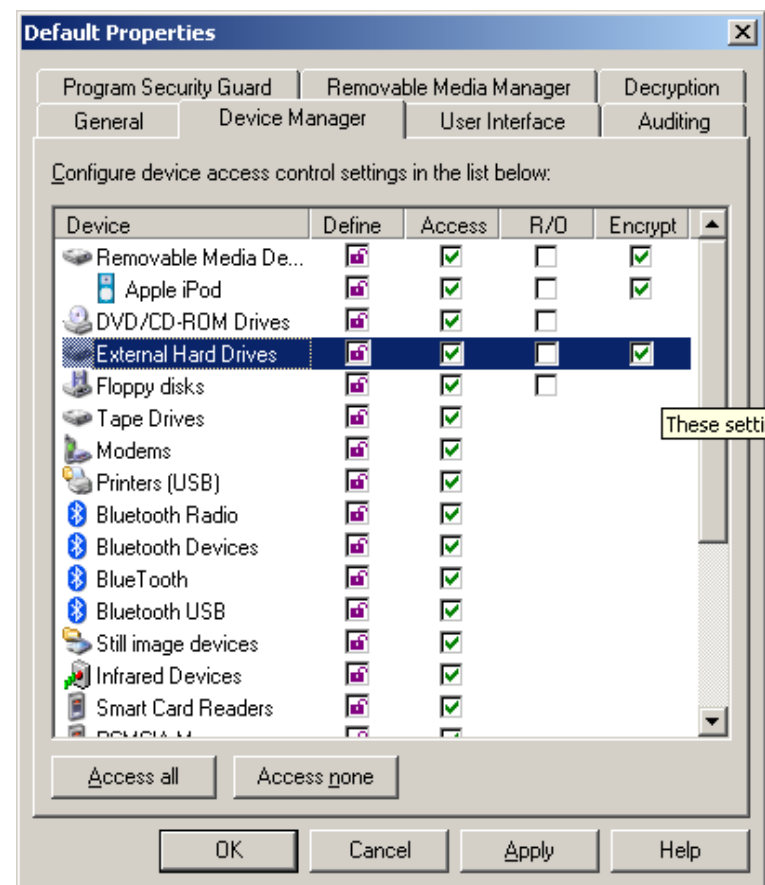 Default Properties
Program Security Guard Removable Media Manager Decryption
General Device Manager User Interface Auditing
Configure device access control settings in the list below:
Device Define Access R/O Encrypt
Removable Media De...
Apple iPod
DVD/CD-ROM Drives
External Hard Drives
Floppy disks
Tape Drives
These setti
Modems
Printers (USB)
Bluetooth Radio
Bluetooth Devices
BlueTooth
Bluetooth USB
Still image devices
Infrared Devices
Smart Card Readers
Access all Access none
OK Cancel Apply Help